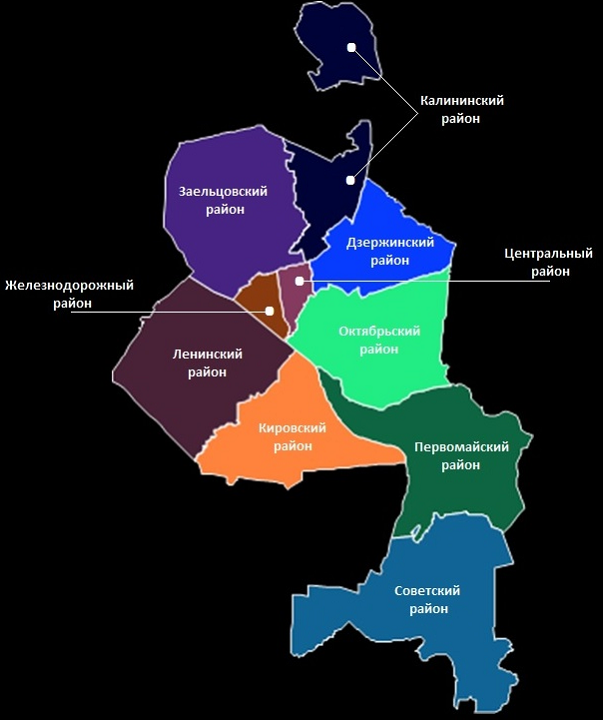 Калининский
район
Заельцовский
район
Дзержинский
район
Центральный
район
Железнодорожный
район
Октябрьский
район
Ленинский
район
Кировский
район
Первомайский
район
Советский
район